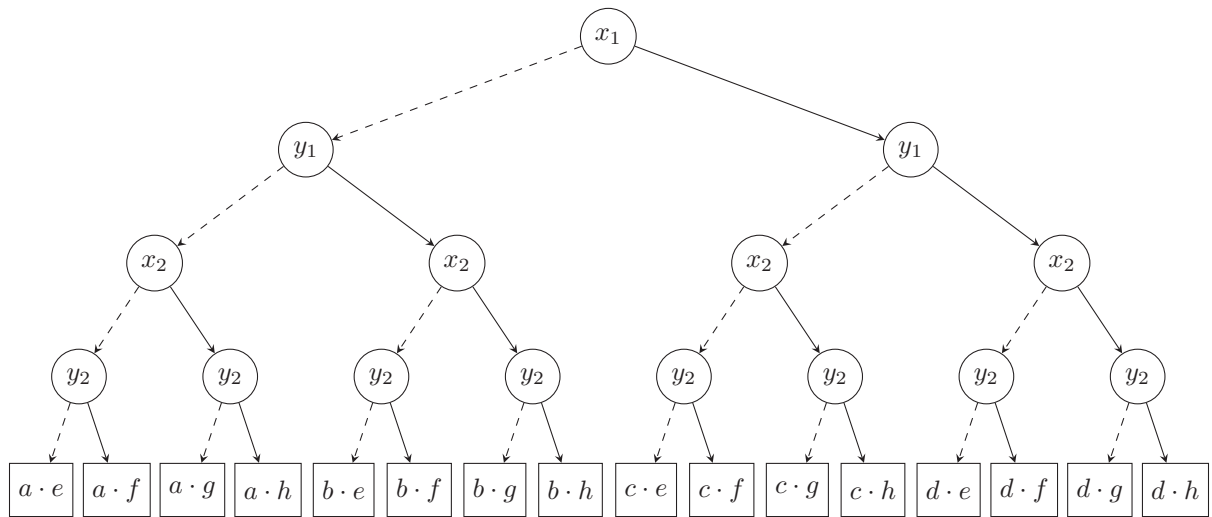 x₁
y₁ y₁
x₂ x₂ x₂ x₂
y₂ y₂ y₂ y₂ y₂ y₂ y₂ y₂
a · e a · f a · g a · h b · e b · f b · g b · h c · e c · f c · g c · h d · e d · f d · g d · h